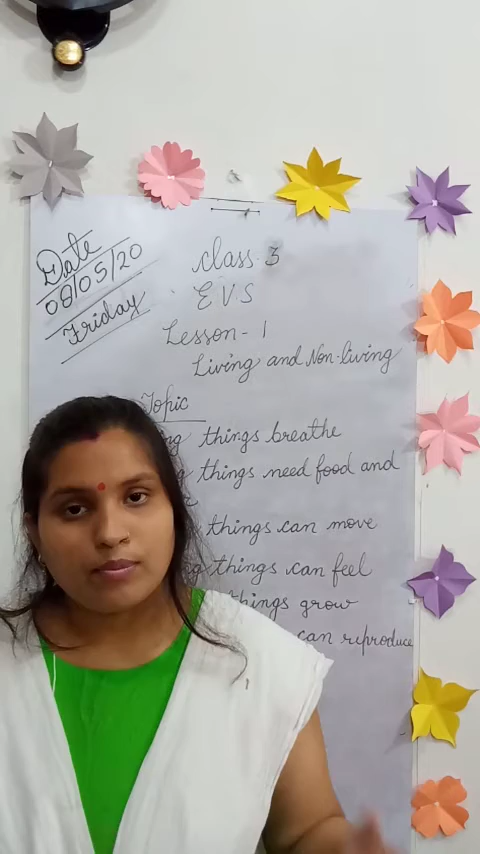 Date
08/05/20
Friday
Class-3
E V S
Lesson - 1
Living and Non-living
Topic
things breathe
things need food and
things can move
things can feel
things grow
can reproduce